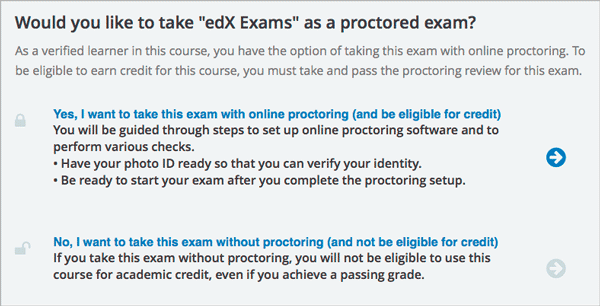 Would you like to take "edX Exams" as a proctored exam?
As a verified learner in this course, you have the option of taking this exam with online proctoring. To
be eligible to earn credit for this course, you must take and pass the proctoring review for this exam.
Yes, I want to take this exam with online proctoring (and be eligible for credit)
You will be guided through steps to set up online proctoring software and to
perform various checks.
• Have your photo ID ready so that you can verify your identity.
• Be ready to start your exam after you complete the proctoring setup.
No, I want to take this exam without proctoring (and not be eligible for credit)
If you take this exam without proctoring, you will not be eligible to use this
course for academic credit, even if you achieve a passing grade.